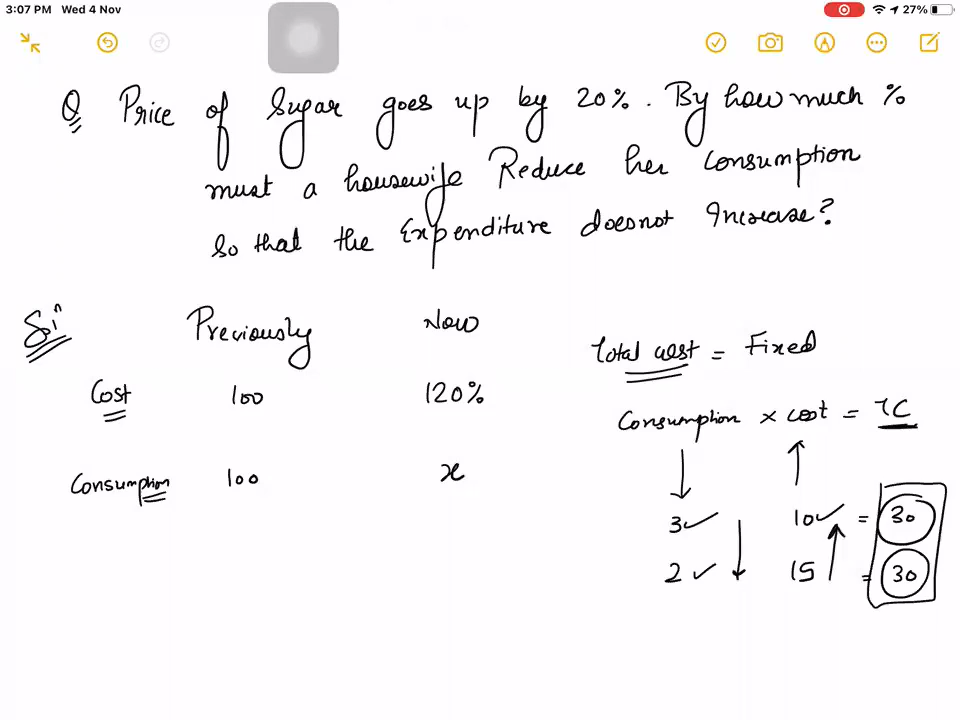 3:07 PM Wed 4 Nov
27%
Q Price of Sugar goes up by 20%. By how much %
must a housewife Reduce her Consumption
so that the Expenditure does not Increase?
Previously Now
Total cost = Fixed
Cost 100 120%
Consumption × cost = TC
Consumption 100 x
3 10 = 30
2 15 = 30